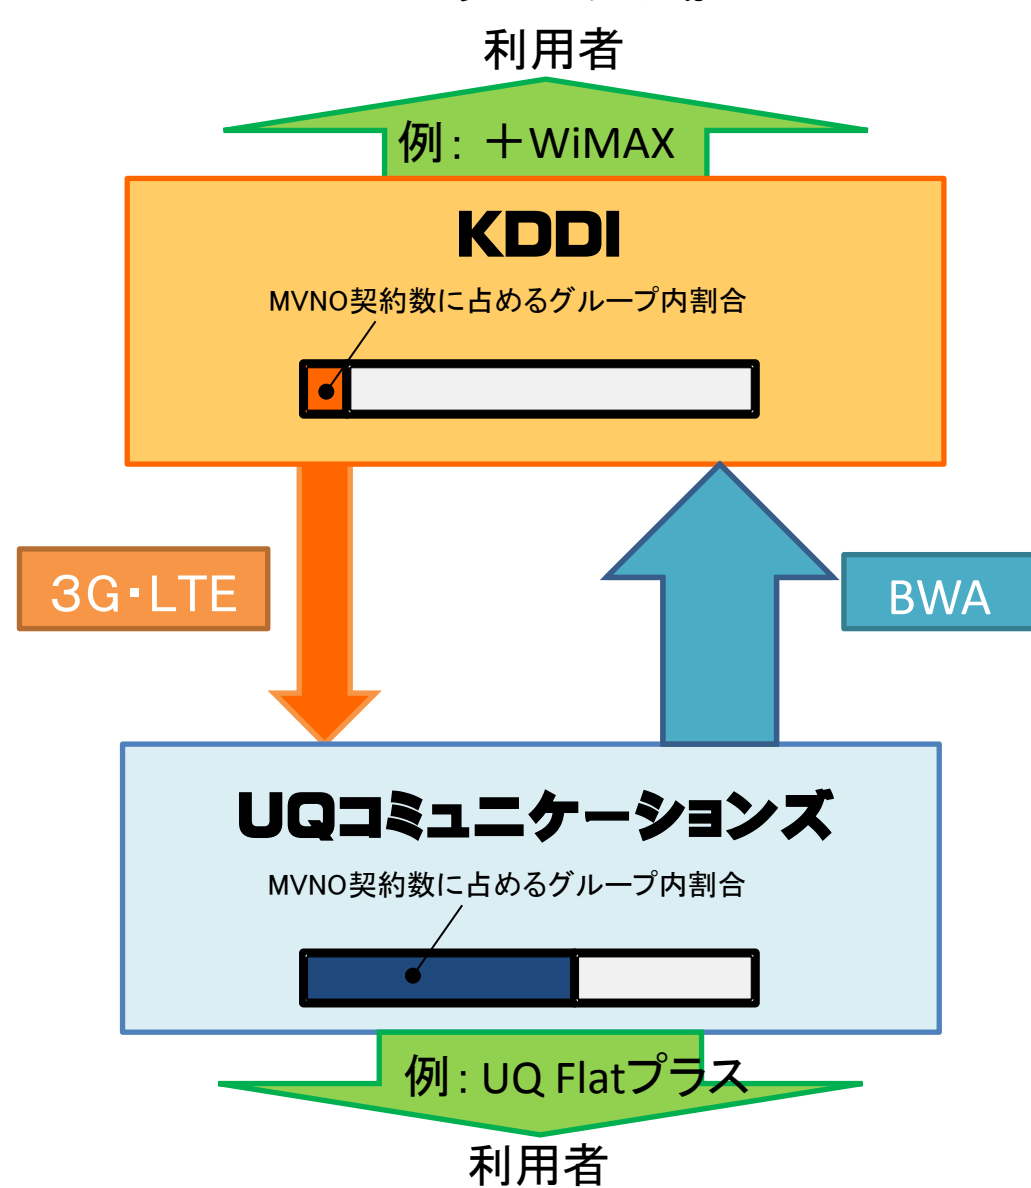 利用者
例：＋WiMAX
KDDI
MVNO契約数に占めるグループ内割合
３G・LTE
BWA
UQコミュニケーションズ
MVNO契約数に占めるグループ内割合
例：UQ Flatプラス
利用者